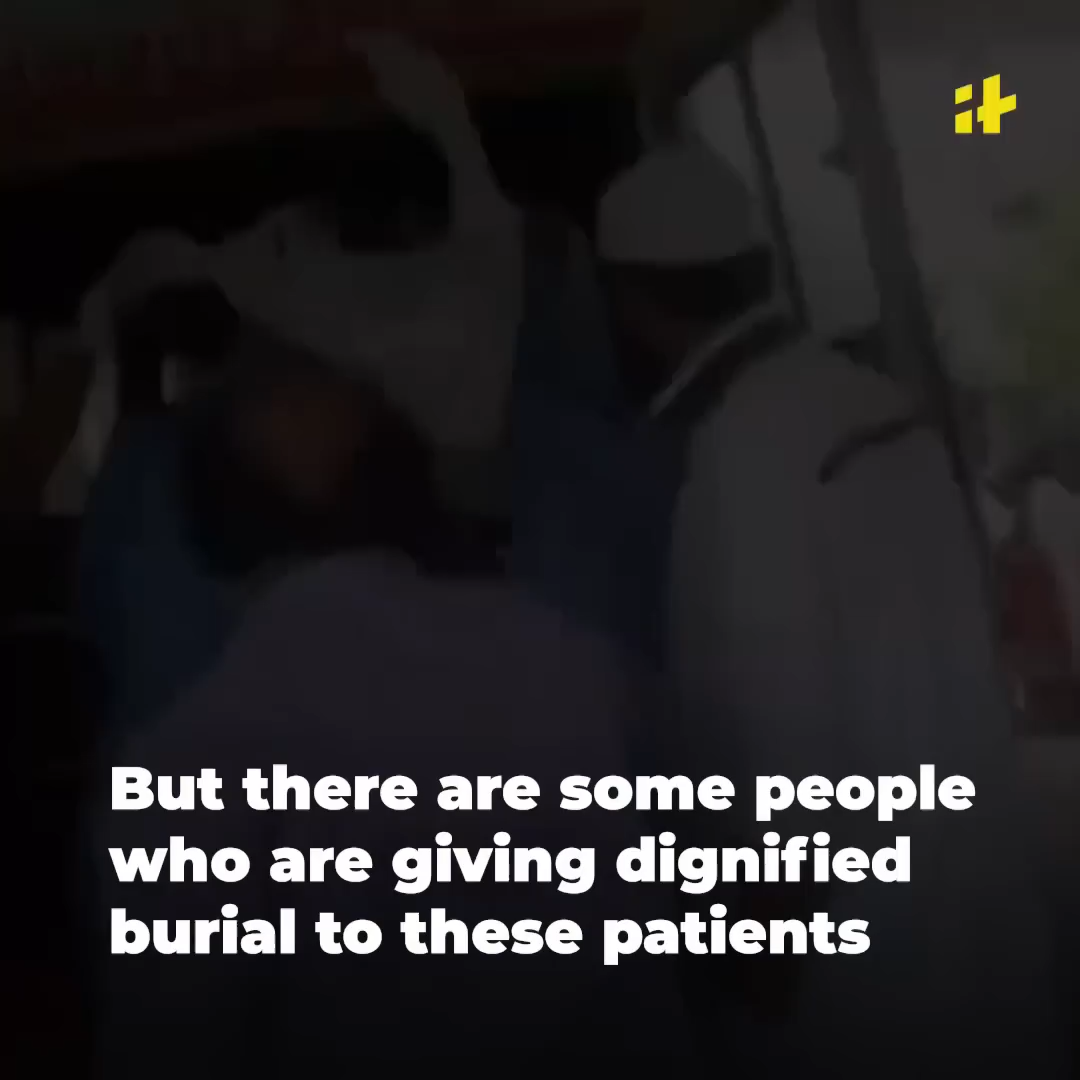 But there are some people
who are giving dignified
burial to these patients